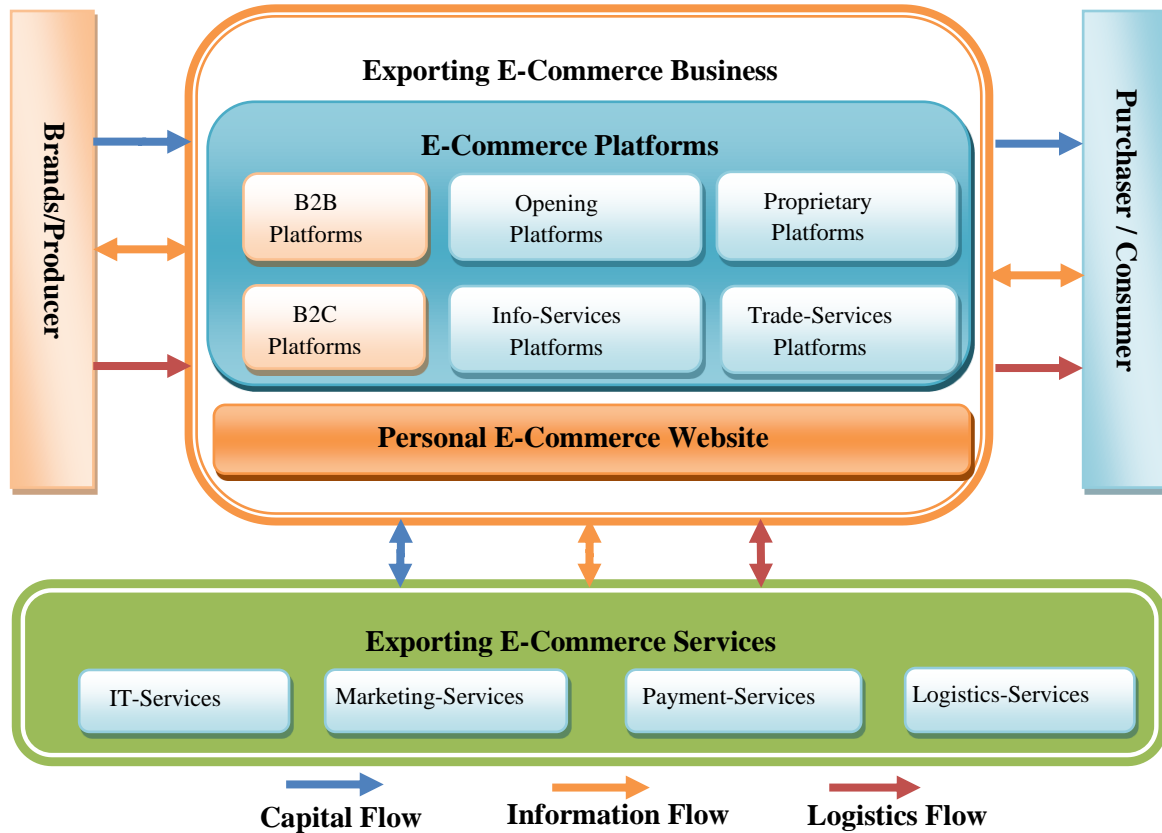 Brands/Producer
Exporting E-Commerce Business
E-Commerce Platforms
B2B
Platforms
Opening
Platforms
Proprietary
Platforms
B2C
Platforms
Info-Services
Platforms
Trade-Services
Platforms
Personal E-Commerce Website
Purchaser / Consumer
Exporting E-Commerce Services
IT-Services
Marketing-Services
Payment-Services
Logistics-Services
Capital Flow
Information Flow
Logistics Flow